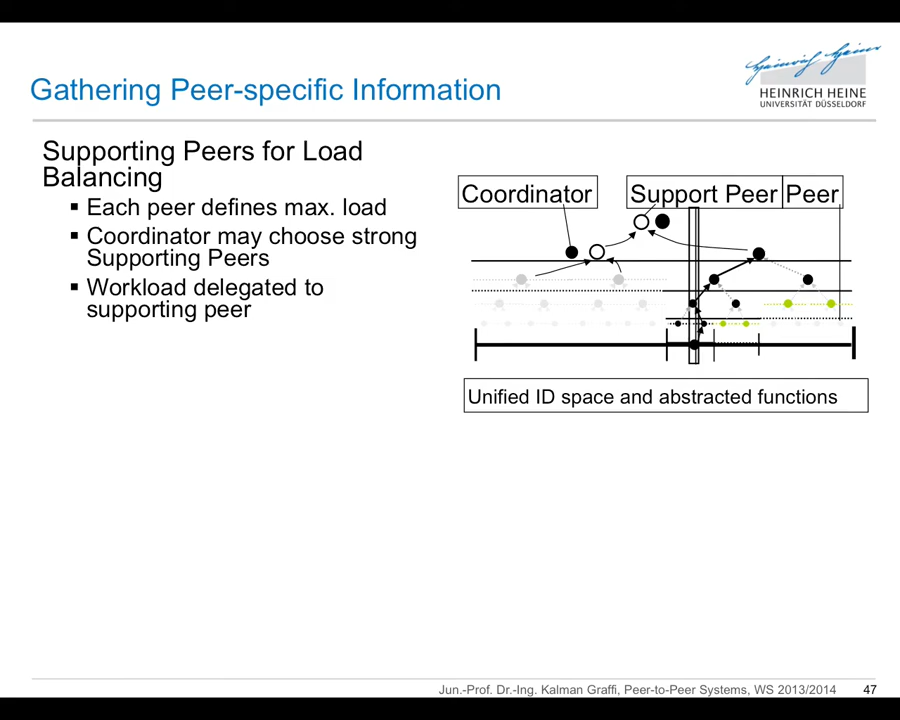 Gathering Peer-specific Information
Heinrich Heine
HEINRICH HEINE
UNIVERSITÄT DÜSSELDORF
Supporting Peers for Load
Balancing
▪ Each peer defines max. load
▪ Coordinator may choose strong
Supporting Peers
▪ Workload delegated to
supporting peer
Coordinator
Support Peer
Peer
Unified ID space and abstracted functions
Jun.-Prof. Dr.-Ing. Kalman Graffi, Peer-to-Peer Systems, WS 2013/2014
47